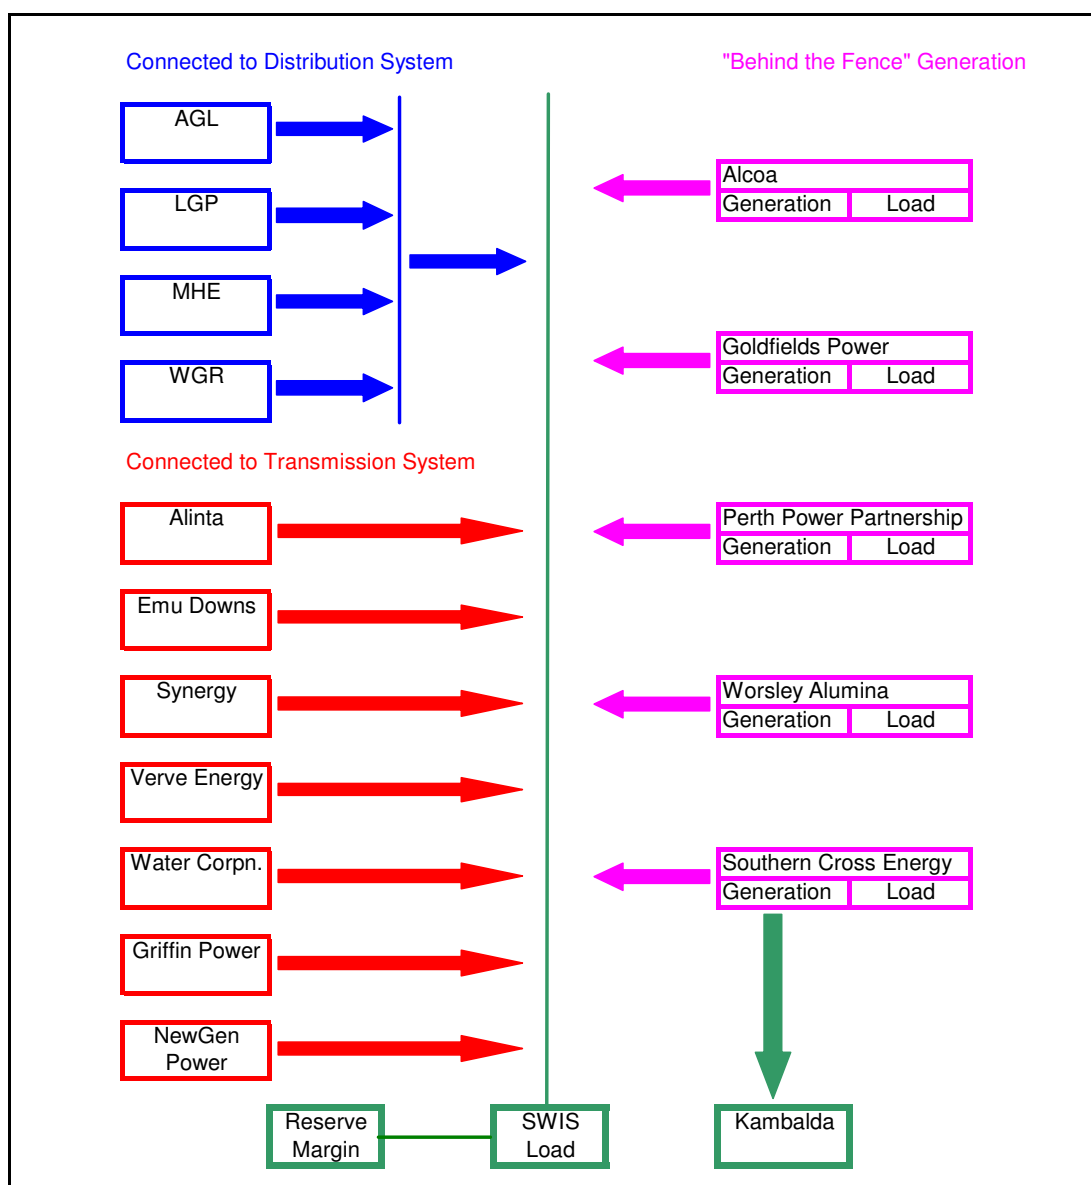 Connected to Distribution System
"Behind the Fence" Generation
AGL
LGP
MHE
WGR
Connected to Transmission System
Alinta
Emu Downs
Synergy
Verve Energy
Water Corpn.
Griffin Power
NewGen
Power
Alcoa
Generation Load
Goldfields Power
Generation Load
Perth Power Partnership
Generation Load
Worsley Alumina
Generation Load
Southern Cross Energy
Generation Load
Reserve
Margin
SWIS
Load
Kambalda